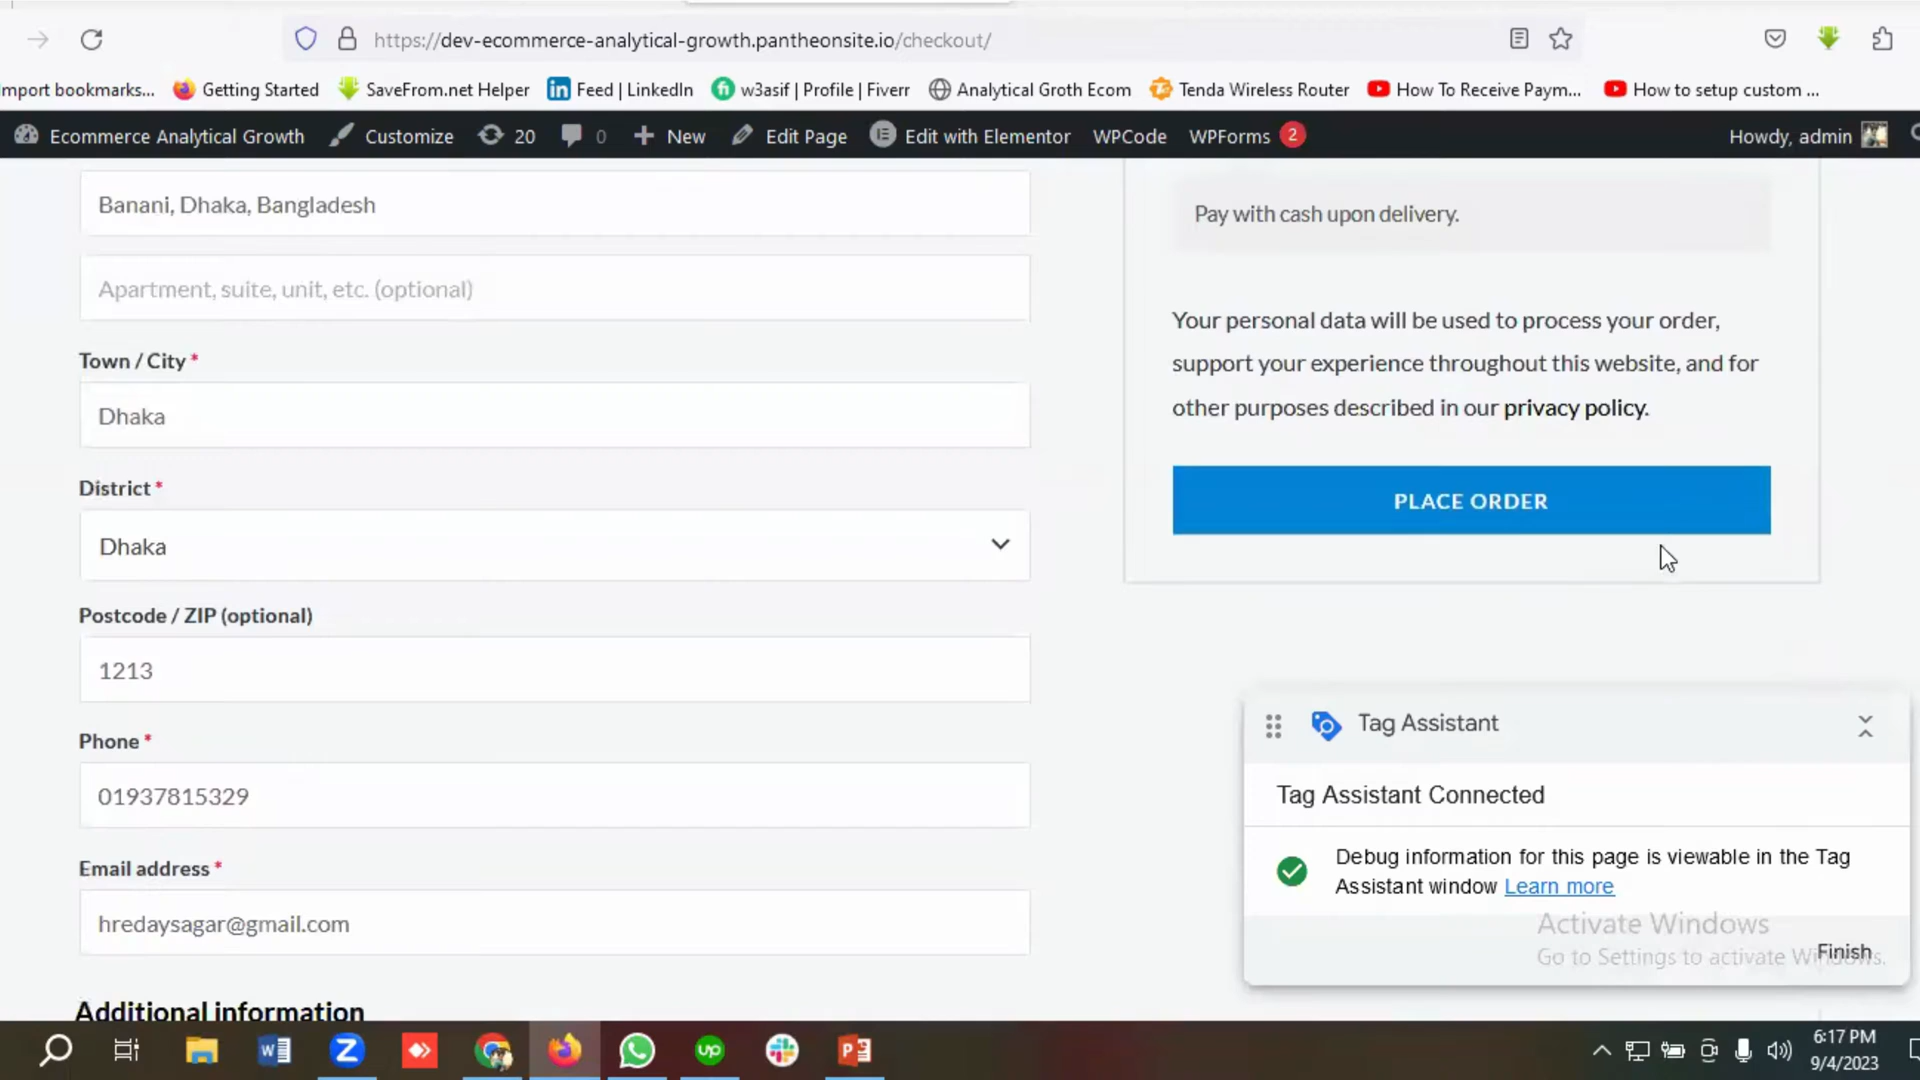 https://dev-ecommerce-analytical-growth.pantheonsite.io/checkout/
mport bookmarks... Getting Started SaveFrom.net Helper Feed | LinkedIn w3asif | Profile | Fiverr Analytical Groth Ecom Tenda Wireless Router How To Receive Paym... How to setup custom ...
Ecommerce Analytical Growth Customize 20 0 New Edit Page Edit with Elementor WPCode WPForms 2 Howdy, admin
Banani, Dhaka, Bangladesh
Apartment, suite, unit, etc. (optional)
Town / City *
Dhaka
District *
Dhaka
Postcode / ZIP (optional)
1213
Phone *
01937815329
Email address *
hredaysagar@gmail.com
Additional information
Pay with cash upon delivery.
Your personal data will be used to process your order,
support your experience throughout this website, and for
other purposes described in our privacy policy.
PLACE ORDER
Tag Assistant
Tag Assistant Connected
Debug information for this page is viewable in the Tag
Assistant window Learn more
Activate Windows
Go to Settings to activate Windows.
Finish
6:17 PM
9/4/2023